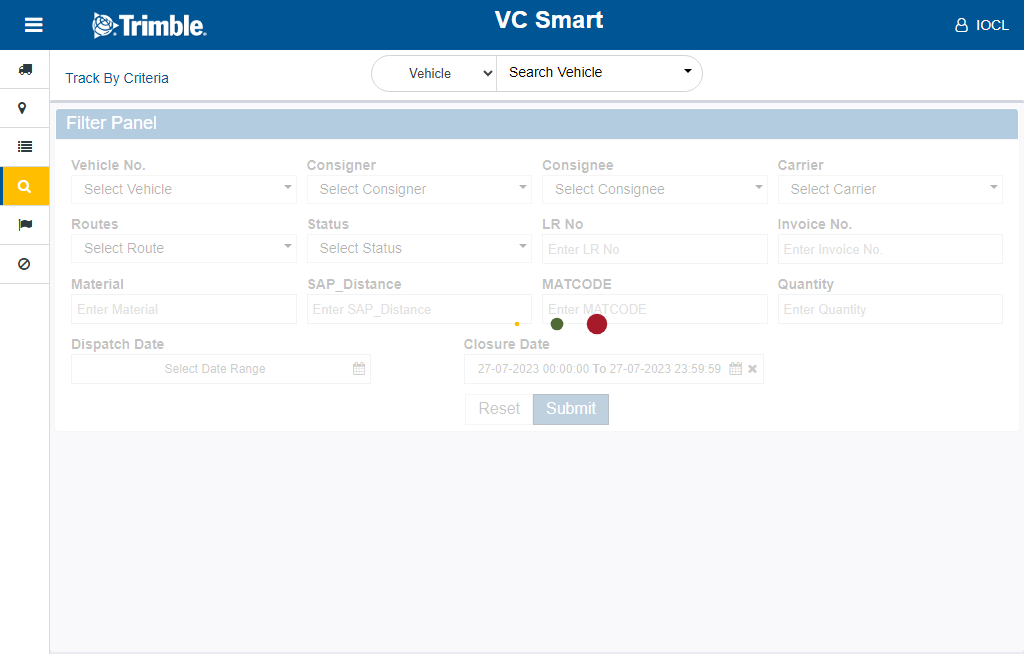 Trimble.
VC Smart
IOCL
Track By Criteria
Vehicle
Search Vehicle
Filter Panel
Vehicle No. Consigner Consignee Carrier
Select Vehicle Select Consigner Select Consignee Select Carrier
Routes Status LR No Invoice No.
Select Route Select Status Enter LR No Enter Invoice No.
Material SAP_Distance MATCODE Quantity
Enter Material Enter SAP_Distance Enter MATCODE Enter Quantity
Dispatch Date Closure Date
Select Date Range 27-07-2023 00:00:00 To 27-07-2023 23:59:59
Reset Submit